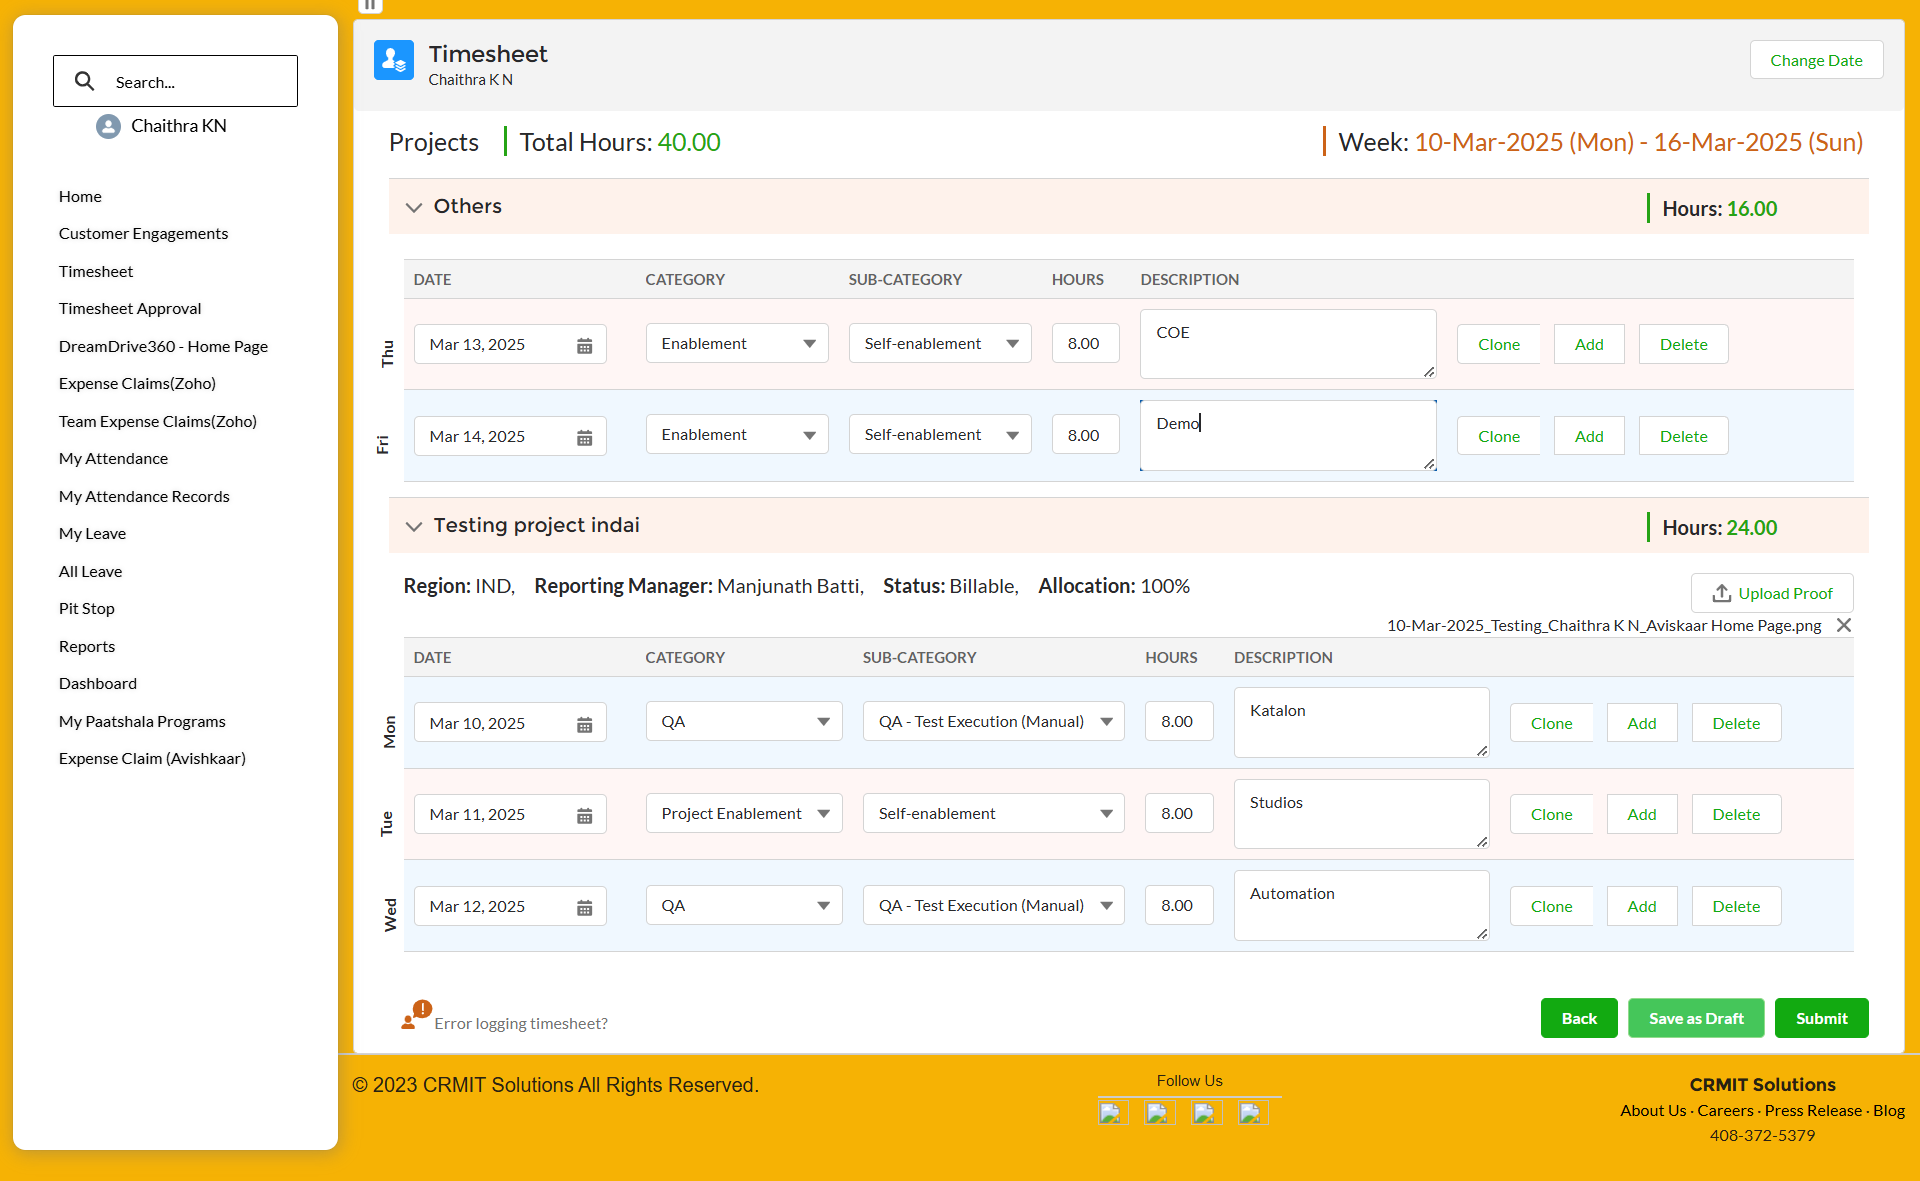 Search...
Chaithra KN
Home
Customer Engagements
Timesheet
Timesheet Approval
DreamDrive360 - Home Page
Expense Claims(Zoho)
Team Expense Claims(Zoho)
My Attendance
My Attendance Records
My Leave
All Leave
Pit Stop
Reports
Dashboard
My Paatshala Programs
Expense Claim (Avishkaar)
Timesheet
Chaithra K N
Change Date
Projects Total Hours: 40.00 Week: 10-Mar-2025 (Mon) - 16-Mar-2025 (Sun)
Others Hours: 16.00
DATE CATEGORY SUB-CATEGORY HOURS DESCRIPTION
Thu Mar 13, 2025 Enablement Self-enablement 8.00 COE Clone Add Delete
Fri Mar 14, 2025 Enablement Self-enablement 8.00 Demo Clone Add Delete
Testing project indai Hours: 24.00
Region: IND, Reporting Manager: Manjunath Batti, Status: Billable, Allocation: 100% Upload Proof
10-Mar-2025_Testing_Chaithra K N_Aviskaar Home Page.png
DATE CATEGORY SUB-CATEGORY HOURS DESCRIPTION
Mon Mar 10, 2025 QA QA - Test Execution (Manual) 8.00 Katalon Clone Add Delete
Tue Mar 11, 2025 Project Enablement Self-enablement 8.00 Studios Clone Add Delete
Wed Mar 12, 2025 QA QA - Test Execution (Manual) 8.00 Automation Clone Add Delete
Error logging timesheet? Back Save as Draft Submit
© 2023 CRMIT Solutions All Rights Reserved.
Follow Us
CRMIT Solutions
About Us · Careers · Press Release · Blog
408-372-5379